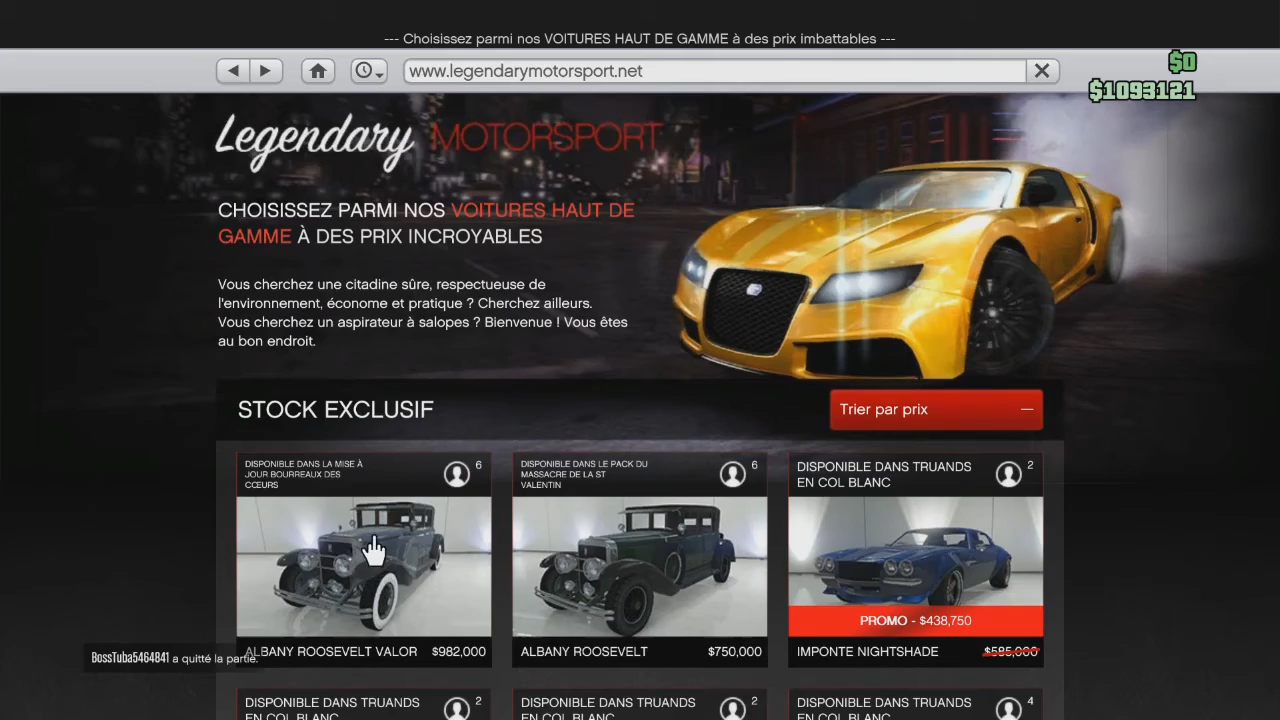 --- Choisissez parmi nos VOITURES HAUT DE GAMME à des prix imbattables ---
www.legendarymotorsport.net
$0
$1093121
Legendary MOTORSPORT
CHOISISSEZ PARMI NOS VOITURES HAUT DE
GAMME À DES PRIX INCROYABLES
Vous cherchez une citadine sûre, respectueuse de
l'environnement, économe et pratique ? Cherchez ailleurs.
Vous cherchez un aspirateur à salopes ? Bienvenue ! Vous êtes
au bon endroit.
STOCK EXCLUSIF
Trier par prix
DISPONIBLE DANS LA MISE À
JOUR BOURREAUX DES
CŒURS
6
ALBANY ROOSEVELT VALOR $982,000
DISPONIBLE DANS LE PACK DU
MASSACRE DE LA ST
VALENTIN
6
ALBANY ROOSEVELT $750,000
DISPONIBLE DANS TRUANDS
EN COL BLANC
2
PROMO - $438,750
IMPONTE NIGHTSHADE $585,000
BossTuba5464841 a quitté la partie.
DISPONIBLE DANS TRUANDS
EN COL BLANC
2
DISPONIBLE DANS TRUANDS
EN COL BLANC
2
DISPONIBLE DANS TRUANDS
EN COL BLANC
4